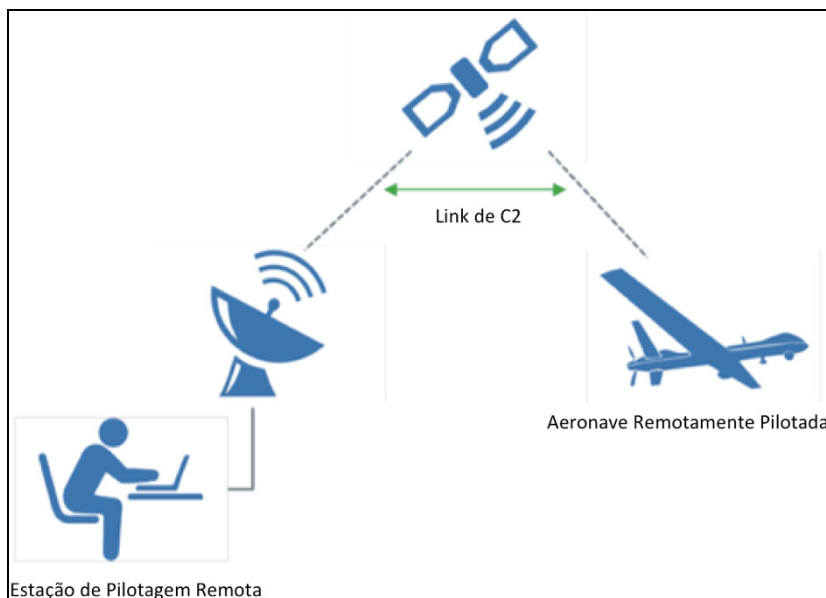 Link de C2
Aeronave Remotamente Pilotada
Estação de Pilotagem Remota